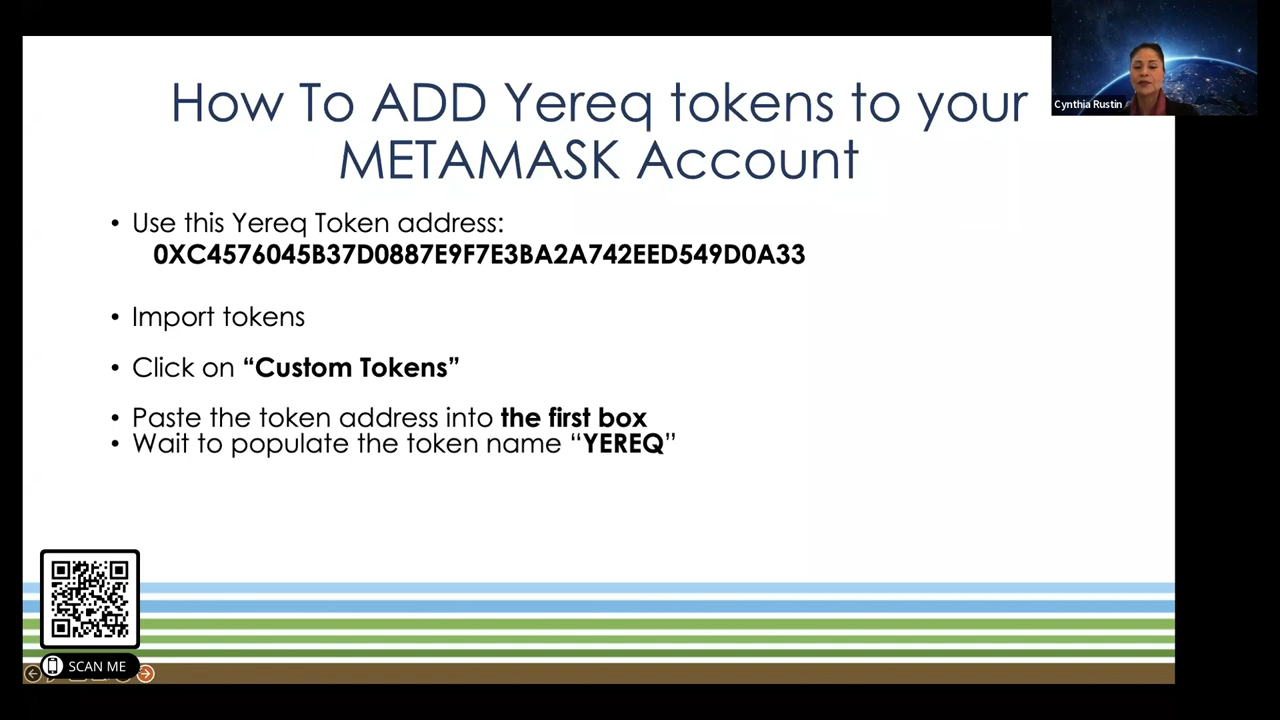 How To ADD Yereq tokens to your
METAMASK Account
Cynthia Rustin
• Use this Yereq Token address:
0XC4576045B37D0887E9F7E3BA2A742EED549D0A33
• Import tokens
• Click on “Custom Tokens”
• Paste the token address into the first box
• Wait to populate the token name “YEREQ”
SCAN ME